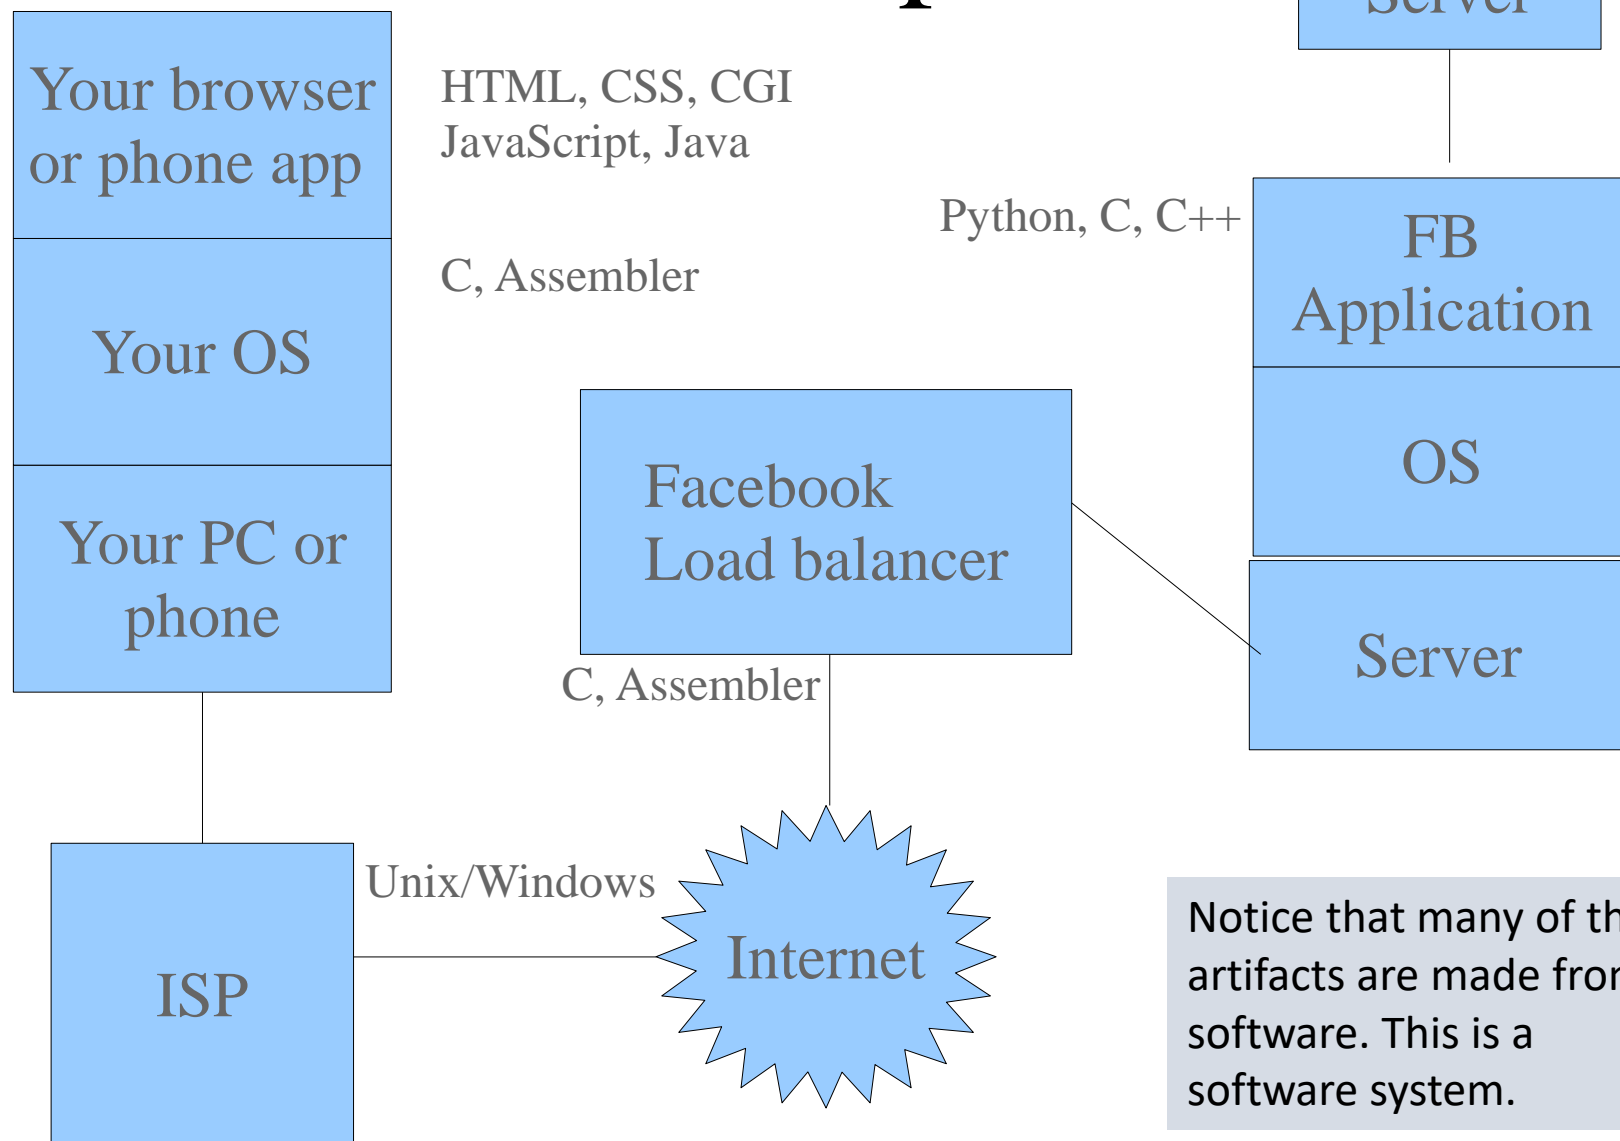 Server
Your browser
or phone app
HTML, CSS, CGI
JavaScript, Java
Python, C, C++
FB
Application
C, Assembler
Your OS
OS
Facebook
Load balancer
Your PC or
phone
Server
C, Assembler
Unix/Windows
Internet
ISP
Notice that many of
artifacts are made
software. This is a
software system.